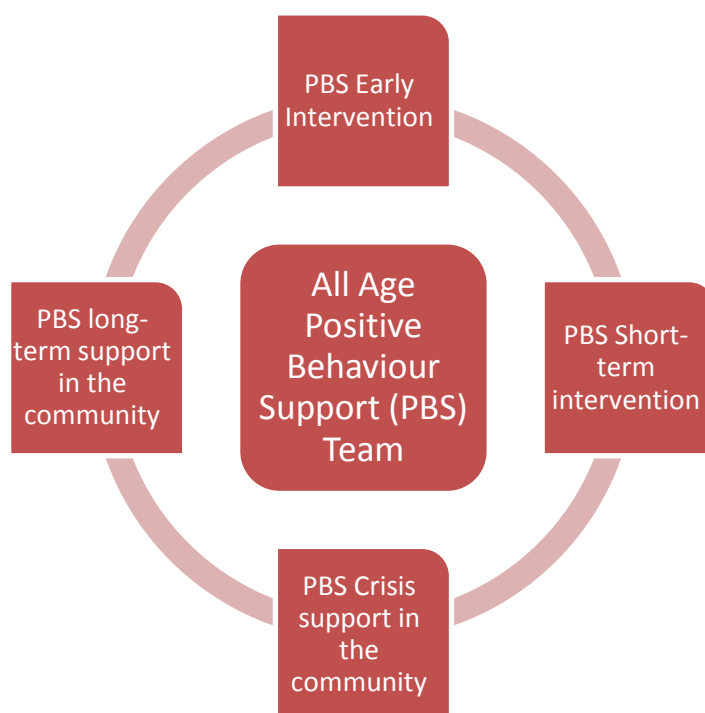 PBS Early
Intervention
All Age
Positive
Behaviour
Support (PBS)
Team
PBS long-
term support
in the
community
PBS Short-
term
intervention
PBS Crisis
support in
the
community